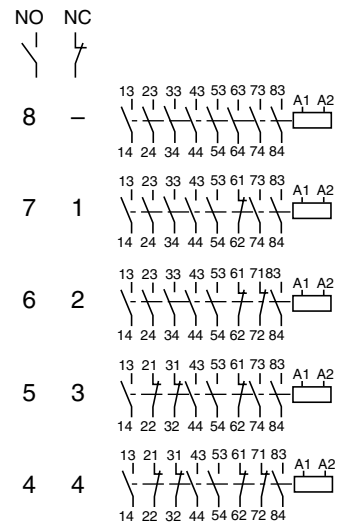 NO NC
13 23 33 43 53 63 73 83
A1 A2
8 –
14 24 34 44 54 64 74 84
13 23 33 43 53 61 73 83
A1 A2
7 1
14 24 34 44 54 62 74 84
13 23 33 43 53 61 71 83
A1 A2
6 2
14 24 34 44 54 62 72 84
13 21 31 43 53 61 73 83
A1 A2
5 3
14 22 32 44 54 62 74 84
13 21 31 43 53 61 71 83
A1 A2
4 4
14 22 32 44 54 62 72 84